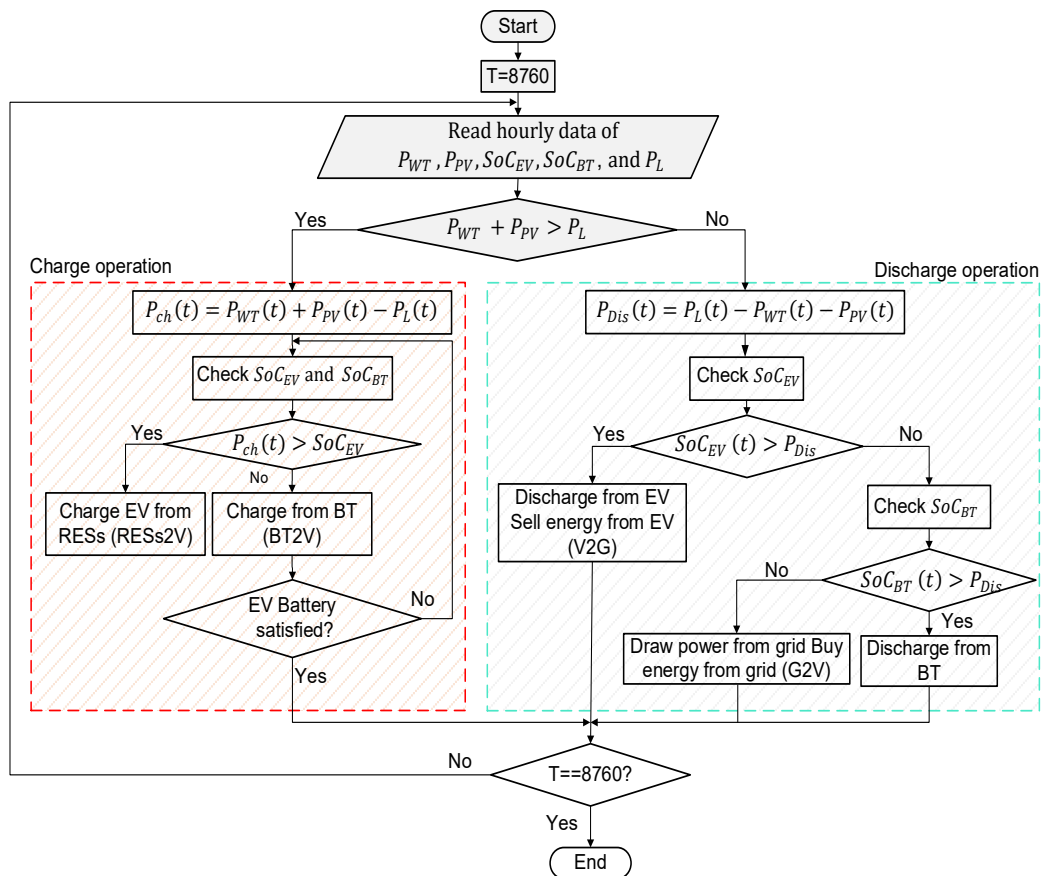 Start
T=8760
Read hourly data of
P_WT , P_PV, SoC_EV, SoC_BT, and P_L
Yes
P_WT + P_PV > P_L
No
Charge operation
Discharge operation
P_ch(t) = P_WT(t) + P_PV(t) − P_L(t)
P_Dis(t) = P_L(t) − P_WT(t) − P_PV(t)
Check SoC_EV and SoC_BT
Check SoC_EV
Yes
P_ch(t) > SoC_EV
No
Yes
SoC_EV (t) > P_Dis
No
Charge EV from
RESs (RESs2V)
Charge from BT
(BT2V)
Discharge from EV
Sell energy from EV
(V2G)
Check SoC_BT
EV Battery
satisfied?
No
Yes
No
SoC_BT (t) > P_Dis
Yes
Draw power from grid Buy
energy from grid (G2V)
Discharge from
BT
No
T==8760?
Yes
End